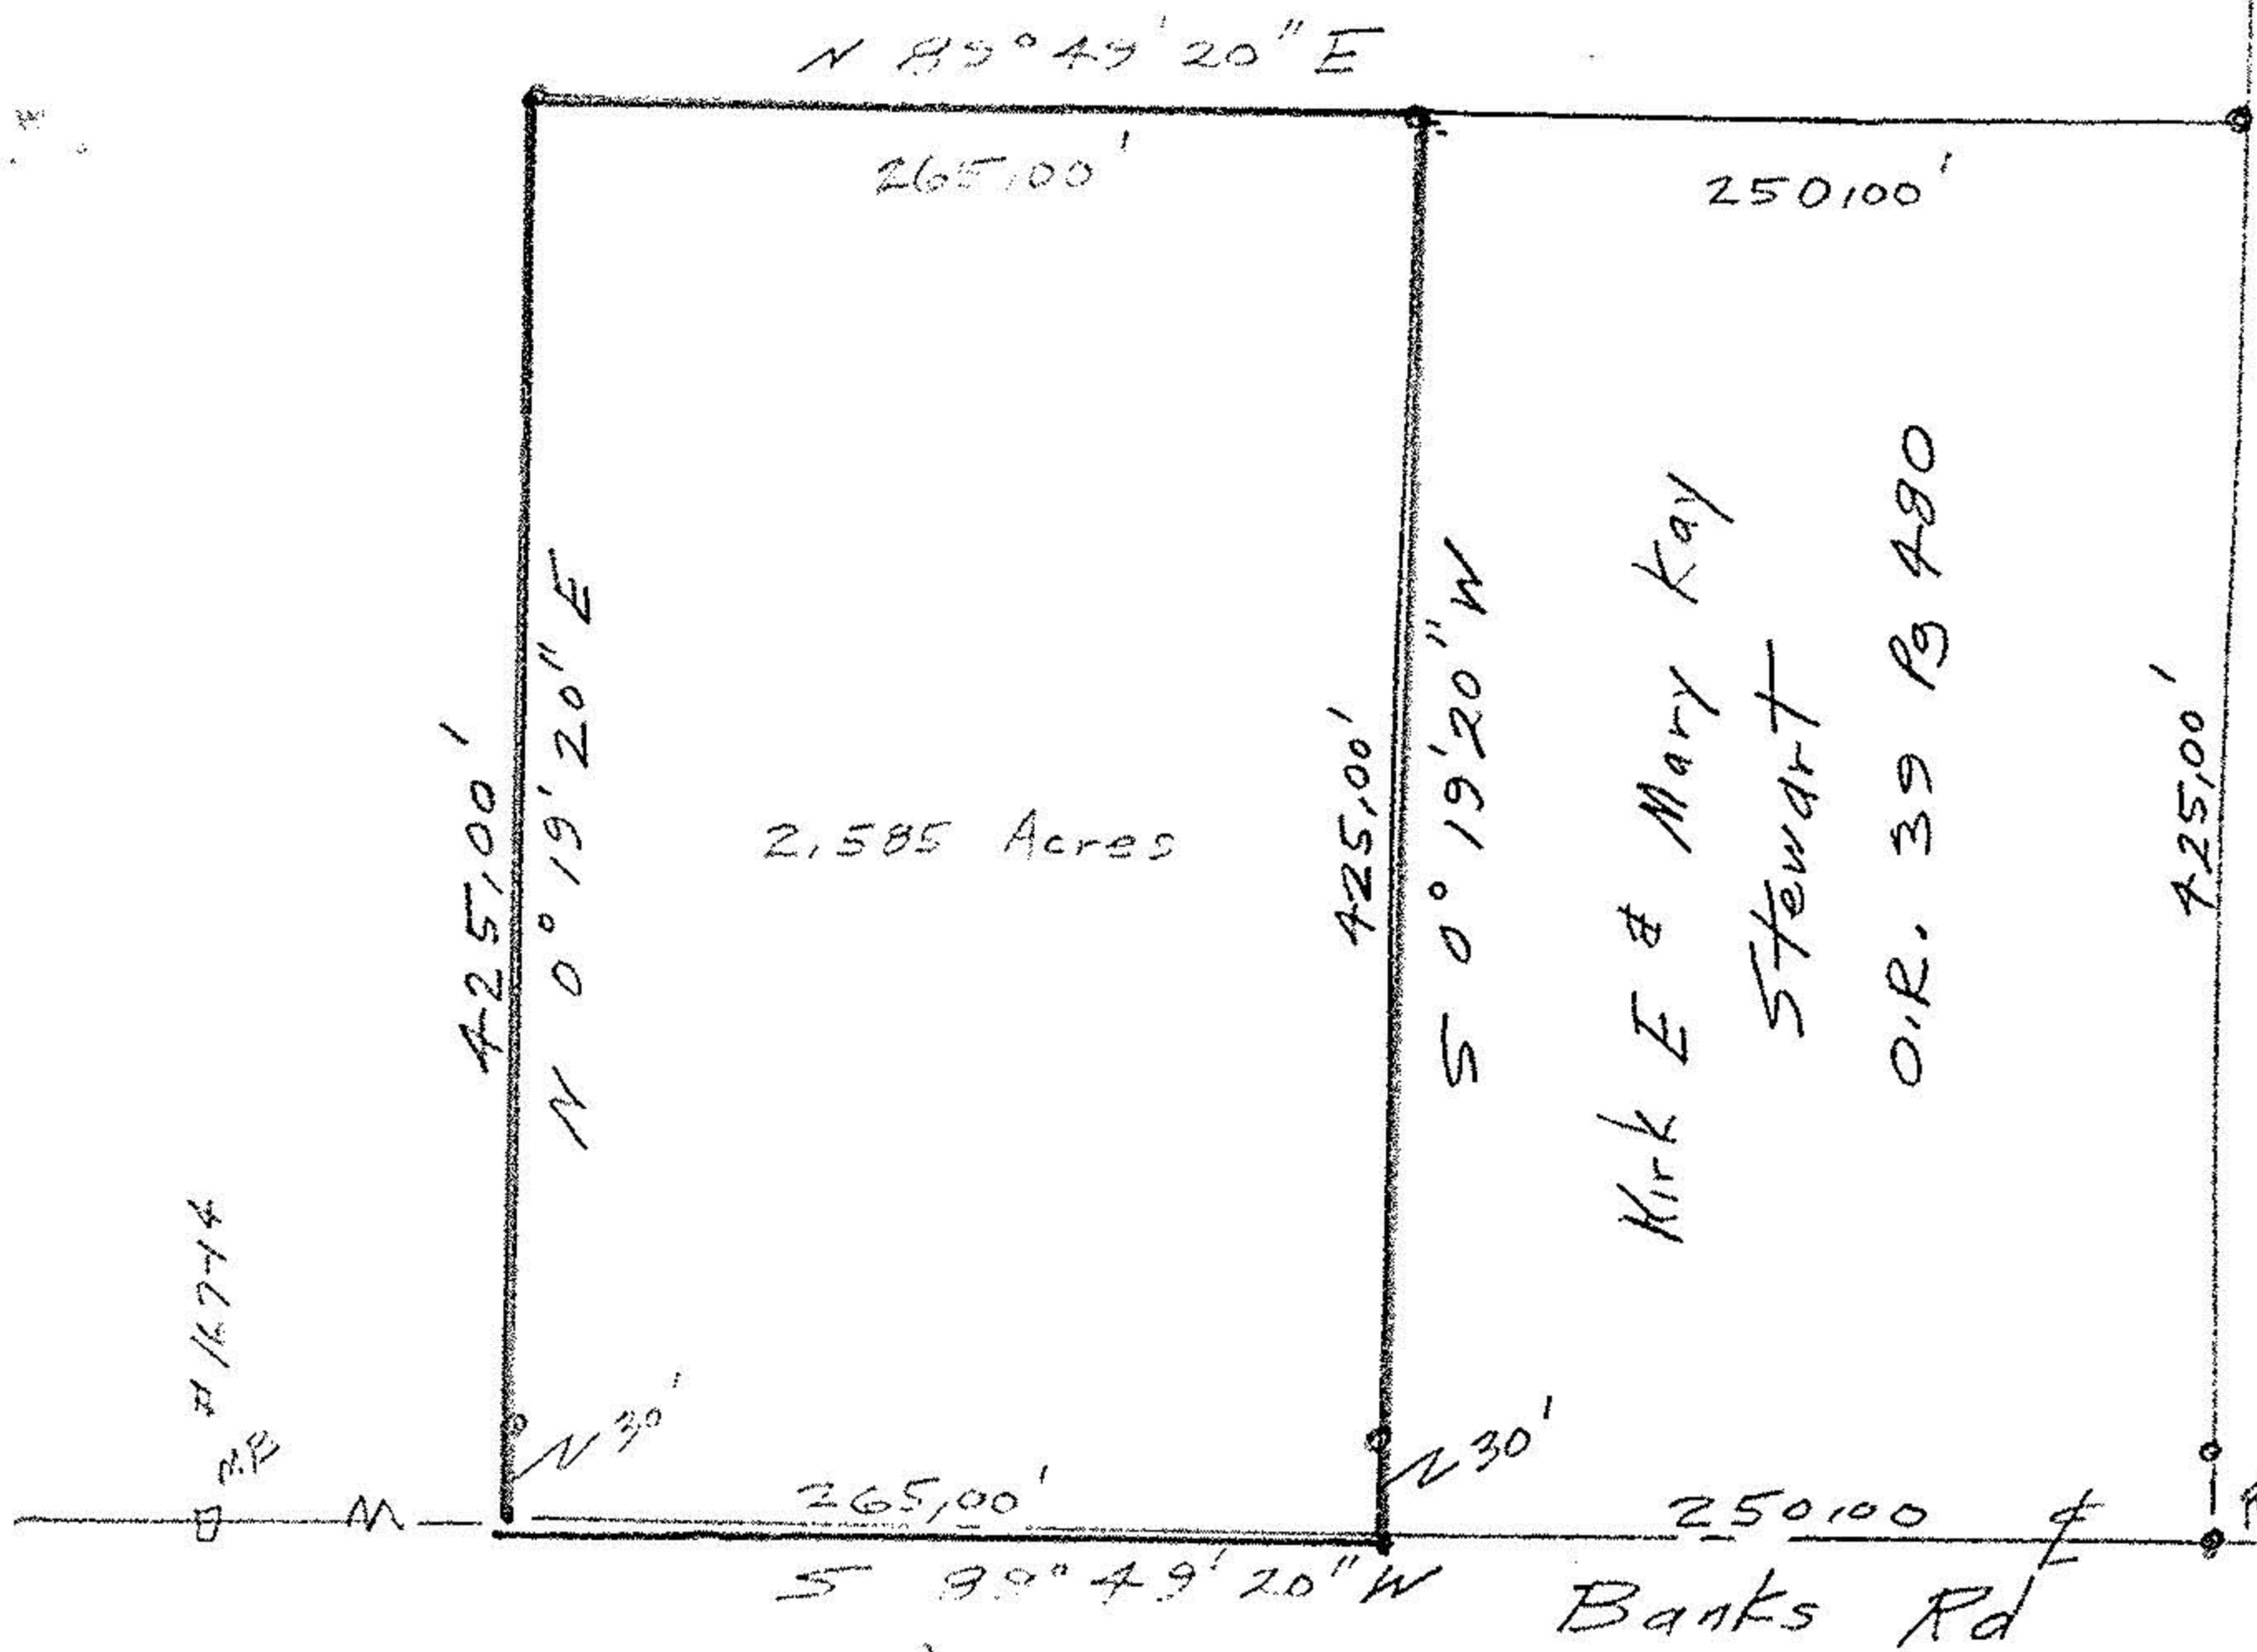 N 89° 49' 20" E
265,00'
250,00'
425,00'
N 0° 19' 20" E
2,585 Acres
425,00'
S 0° 19' 20" W
Kirk E & Mary Kay
Stewart
O.R. 39 Pg 490
425,00'
N 30'
N 30'
265,00'
250,00 ℄
S 89° 49' 20" W
Banks Rd